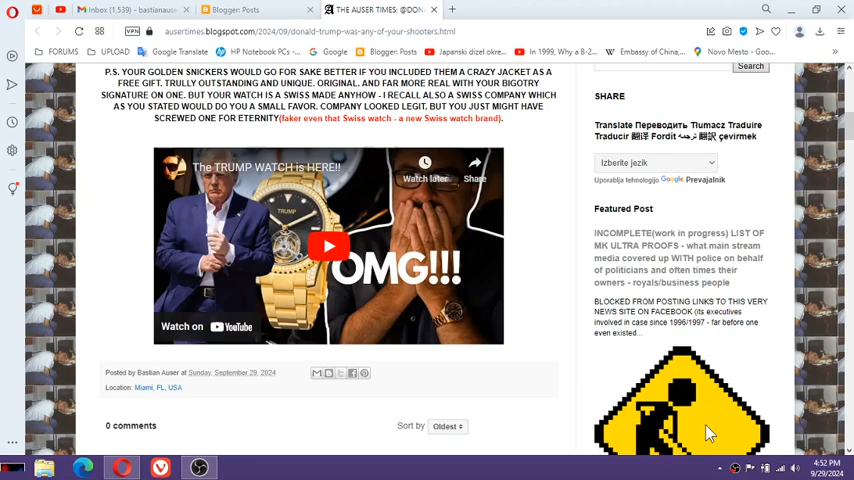 Inbox (1,539) - bastianause
Blogger: Posts
THE AUSER TIMES: @DON
VPN
ausertimes.blogspot.com/2024/09/donald-trump-was-any-of-your-shooters.html
FORUMS
UPLOAD
Google Translate
HP Notebook PCs -...
Google
Blogger: Posts
Japanski dizel okre...
In 1999, Why a B-2...
Embassy of China,...
Novo Mesto -...
P.S. YOUR GOLDEN SNICKERS WOULD GO FOR SAKE BETTER IF YOU INCLUDED THEM A CRAZY JACKET AS A
FREE GIFT. TRULLY OUTSTANDING AND UNIQUE. ORIGINAL. AND FAR MORE REAL WITH YOUR BIGOTRY
SIGNATURE ON ONE. BUT YOUR WATCH IS A SWISS MADE ANYHOW - I RECALL ALSO A SWISS COMPANY WHICH
AS YOU STATED WOULD DO YOU A SMALL FAVOR. COMPANY LOOKED LEGIT, BUT YOU JUST MIGHT HAVE
SCREWED ONE FOR ETERNITY(faker even that Swiss watch - a new Swiss watch brand).
The TRUMP WATCH is HERE!!
Watch later
Share
TRUMP
OMG!!!
Watch on YouTube
Posted by Bastian Auser at Sunday, September 29, 2024
Location: Miami, FL, USA
0 comments
Sort by
Oldest
Search
SHARE
Translate Переводить Tłumacz Traduire
Traducir 翻译 Fordít ترجمه 翻訳 çevirmek
Izberite jezik
Uporablja tehnologijo Google Prevajalnik
Featured Post
INCOMPLETE(work in progress) LIST OF
MK ULTRA PROOFS - what main stream
media covered up WITH police on behalf
of politicians and often times their
owners - royals/business people
BLOCKED FROM POSTING LINKS TO THIS VERY
NEWS SITE ON FACEBOOK (its executives
involved in case since 1996/1997 - far before one
even existed...
4:52 PM
9/29/2024